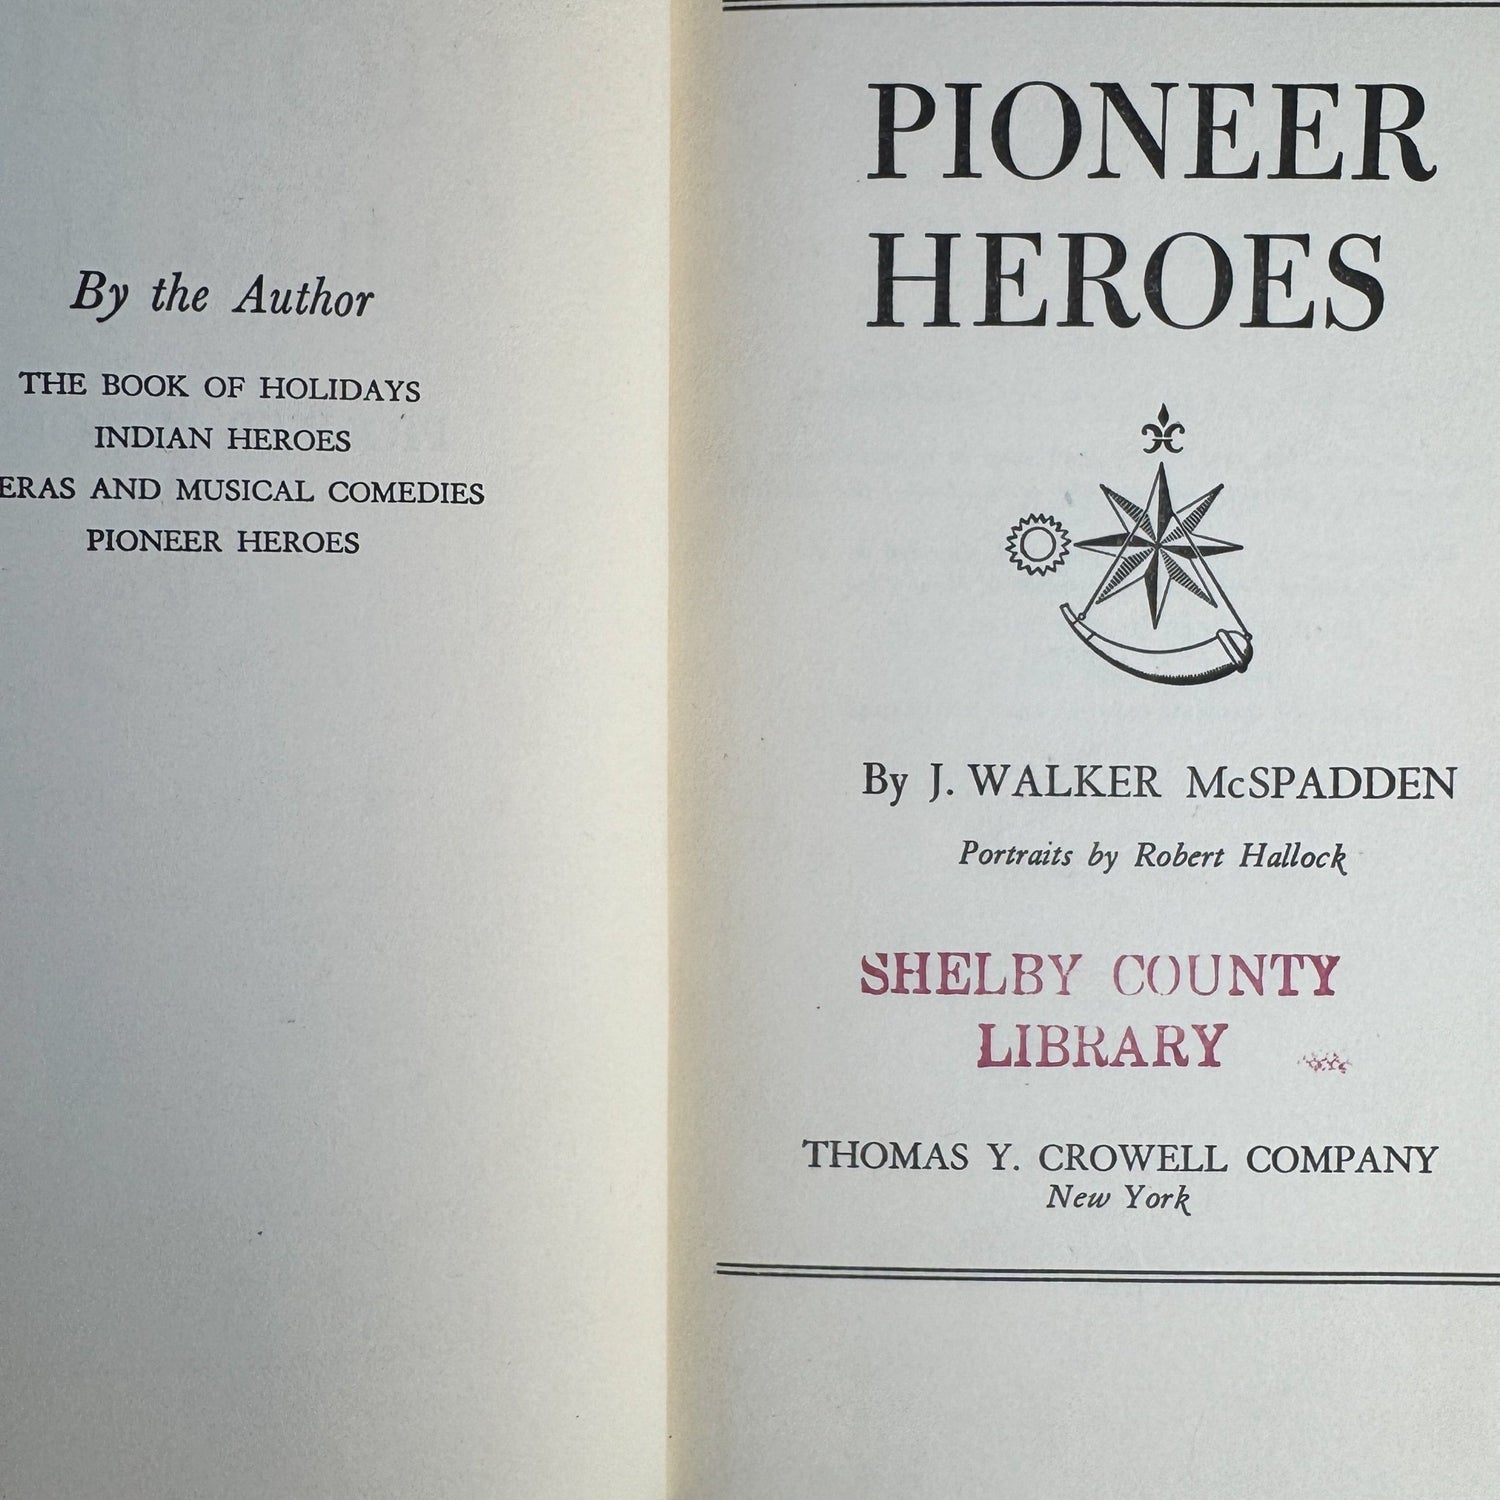 By the Author
THE BOOK OF HOLIDAYS
INDIAN HEROES
ERAS AND MUSICAL COMEDIES
PIONEER HEROES
PIONEER
HEROES
By J. WALKER McSPADDEN
Portraits by Robert Hallock
SHELBY COUNTY
LIBRARY
THOMAS Y. CROWELL COMPANY
New York